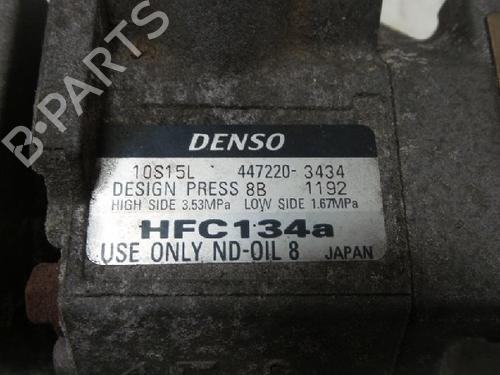 B·PARTS
DENSO
10S15L 447220-3434
DESIGN PRESS 8B 1192
HIGH SIDE 3.53MPa LOW SIDE 1.67MPa
HFC134a
USE ONLY ND-OIL 8 JAPAN